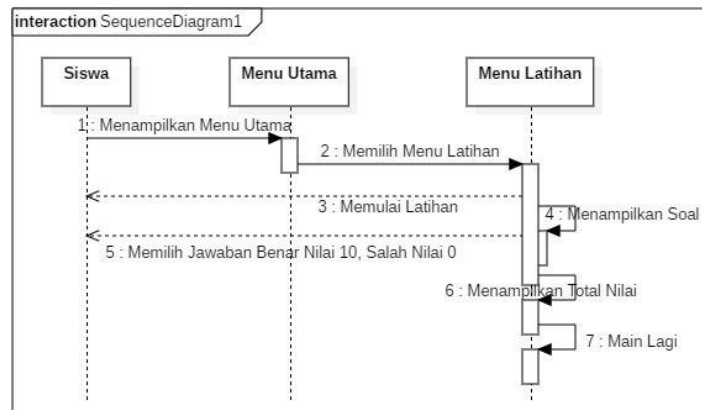 interaction SequenceDiagram1
Siswa
Menu Utama
Menu Latihan
1 : Menampilkan Menu Utama
2 : Memilih Menu Latihan
3 : Memulai Latihan
4 : Menampilkan Soal
5 : Memilih Jawaban Benar Nilai 10, Salah Nilai 0
6 : Menampilkan Total Nilai
7 : Main Lagi